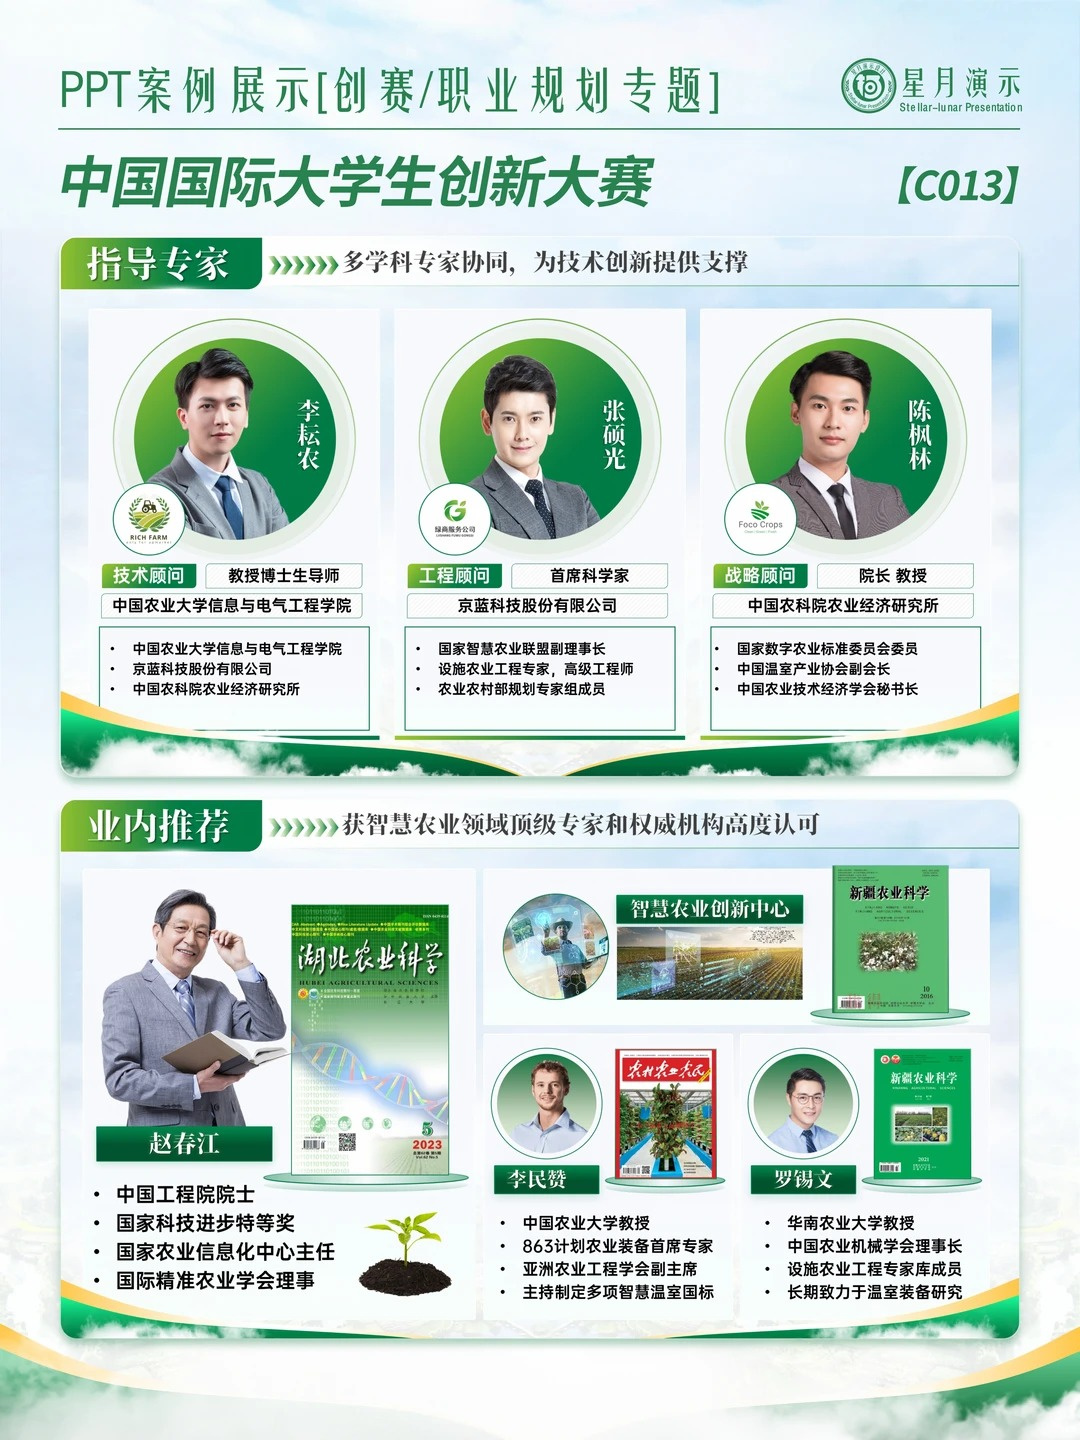 PPT案例展示[创赛/职业规划专题]
星月演示
Stellar-lunar Presentation
中国国际大学生创新大赛
【C013】
指导专家
多学科专家协同，为技术创新提供支撑
李耘农
RICH FARM
技术顾问
教授博士生导师
中国农业大学信息与电气工程学院
• 中国农业大学信息与电气工程学院
• 京蓝科技股份有限公司
• 中国农科院农业经济研究所
张硕光
绿商服务公司
工程顾问
首席科学家
京蓝科技股份有限公司
• 国家智慧农业联盟副理事长
• 设施农业工程专家，高级工程师
• 农业农村部规划专家组成员
陈枫林
Foco Crops
战略顾问
院长 教授
中国农科院农业经济研究所
• 国家数字农业标准委员会委员
• 中国温室产业协会副会长
• 中国农业技术经济学会秘书长
业内推荐
获智慧农业领域顶级专家和权威机构高度认可
湖北农业科学
HUBEI AGRICULTURAL SCIENCES
5
2023
赵春江
• 中国工程院院士
• 国家科技进步特等奖
• 国家农业信息化中心主任
• 国际精准农业学会理事
智慧农业创新中心
新疆农业科学
10
2016
农村农业农民
李民赞
• 中国农业大学教授
• 863计划农业装备首席专家
• 亚洲农业工程学会副主席
• 主持制定多项智慧温室国标
新疆农业科学
2021
罗锡文
• 华南农业大学教授
• 中国农业机械学会理事长
• 设施农业工程专家库成员
• 长期致力于温室装备研究